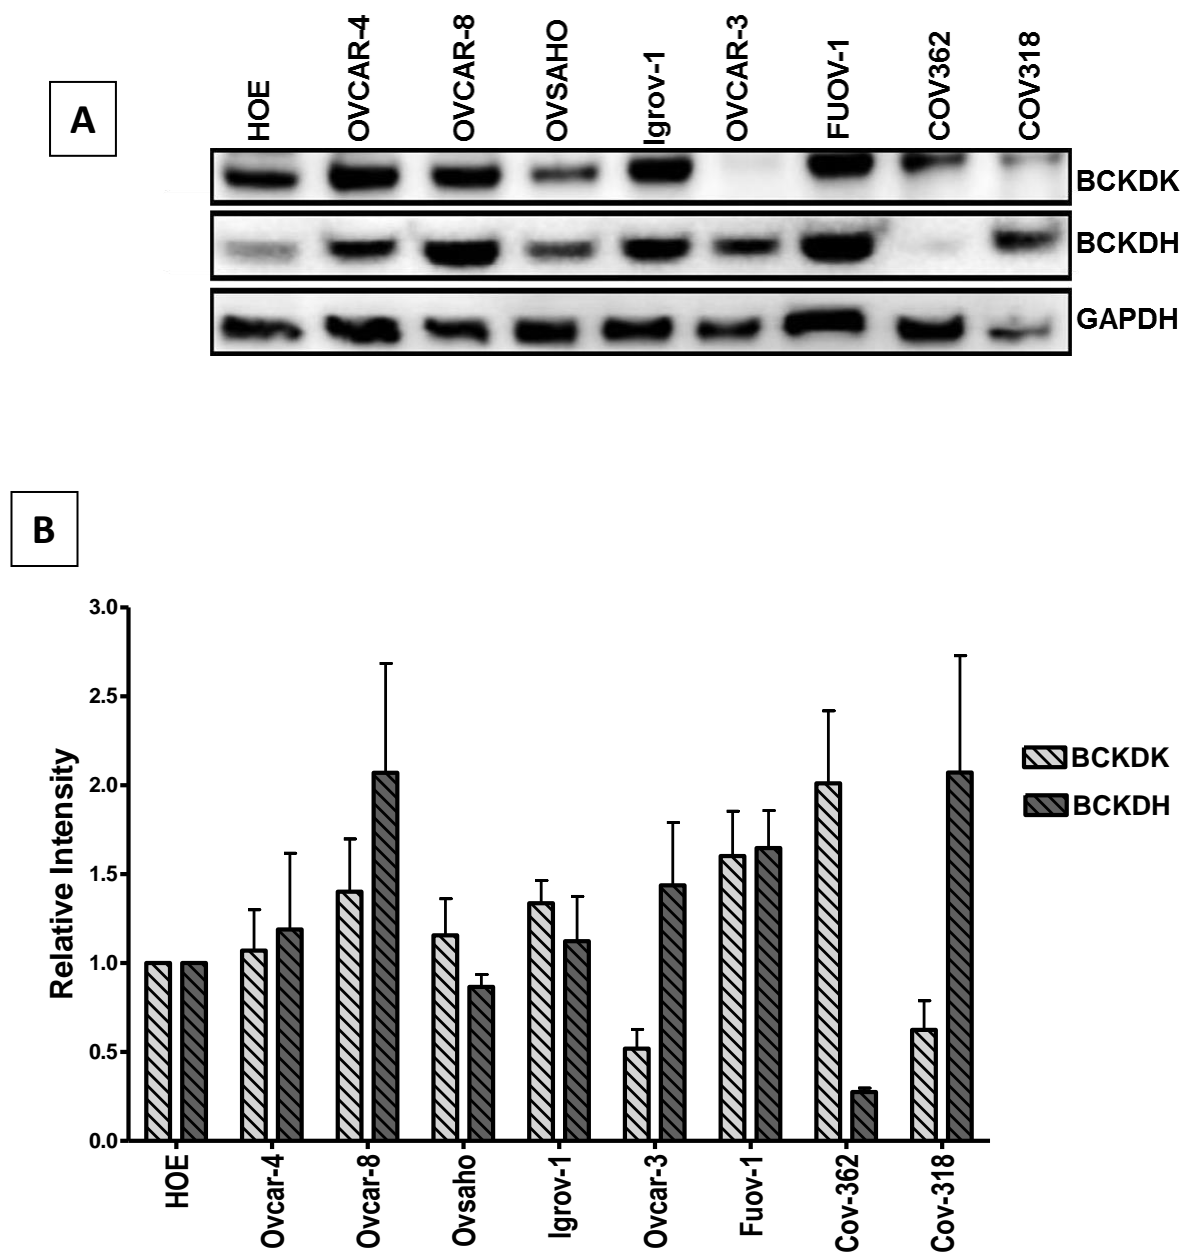 A
HOE
OVCAR-4
OVCAR-8
OVSAHO
Igrov-1
OVCAR-3
FUOV-1
COV362
COV318
BCKDK
BCKDH
GAPDH
B
3.0
2.5
2.0
1.5
1.0
0.5
0.0
Relative Intensity
HOE
Ovcar-4
Ovcar-8
Ovsaho
Igrov-1
Ovcar-3
Fuov-1
Cov-362
Cov-318
BCKDK
BCKDH